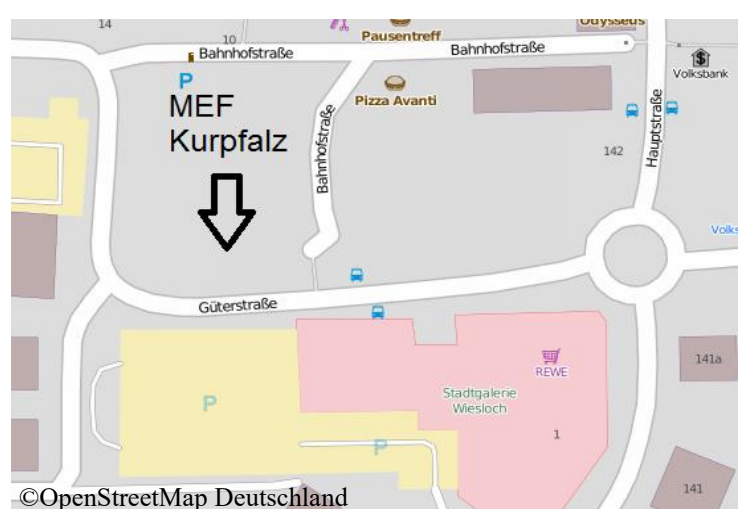 14
10
Pausentreff
Odysseus
Bahnhofstraße
Bahnhofstraße
Volksbank
P
MEF
Kurpfalz
Pizza Avanti
Bahnhofstraße
142
Hauptstraße
Volks
Güterstraße
REWE
141a
P
Stadtgalerie
Wiesloch
1
P
141
©OpenStreetMap Deutschland